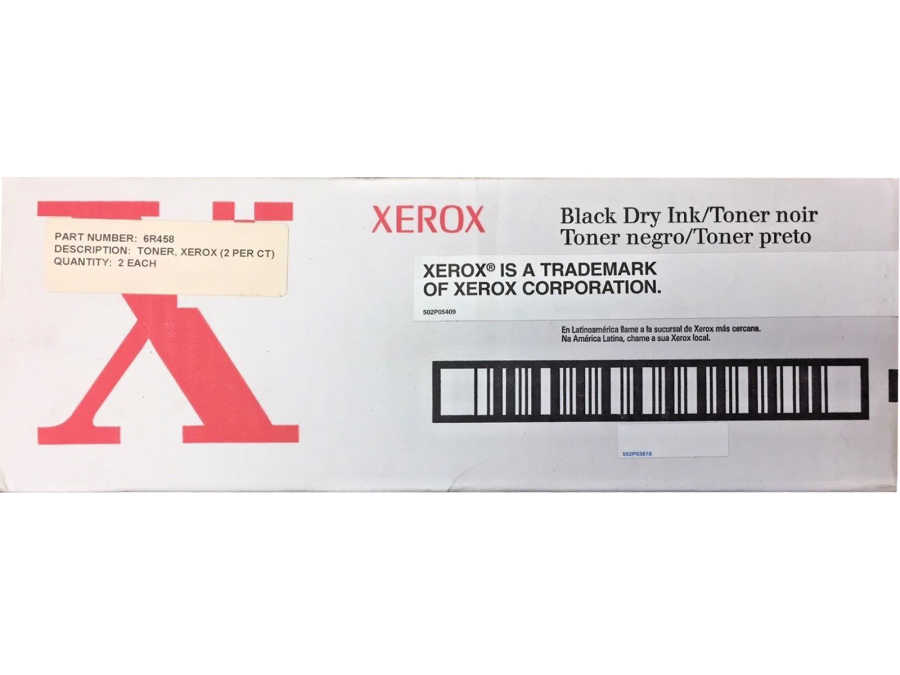 PART NUMBER: 6R458
DESCRIPTION: TONER, XEROX (2 PER CT)
QUANTITY: 2 EACH
XEROX
Black Dry Ink/Toner noir
Toner negro/Toner preto
XEROX® IS A TRADEMARK
OF XEROX CORPORATION.
502P05409
En Latinoamérica llame a la sucursal de Xerox más cercana.
Na América Latina, chame a sua Xerox local.
502P03818